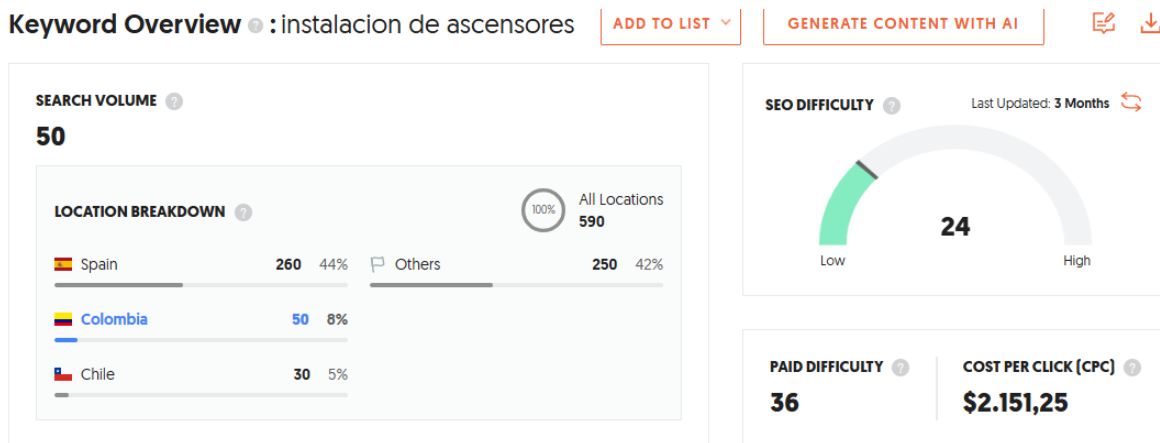 Keyword Overview ? : instalacion de ascensores
ADD TO LIST
GENERATE CONTENT WITH AI
SEARCH VOLUME ?
50
LOCATION BREAKDOWN ?
100%
All Locations
590
Spain 260 44%
Others 250 42%
Colombia 50 8%
Chile 30 5%
SEO DIFFICULTY ?
Last Updated: 3 Months
24
Low
High
PAID DIFFICULTY ?
36
COST PER CLICK (CPC) ?
$2.151,25